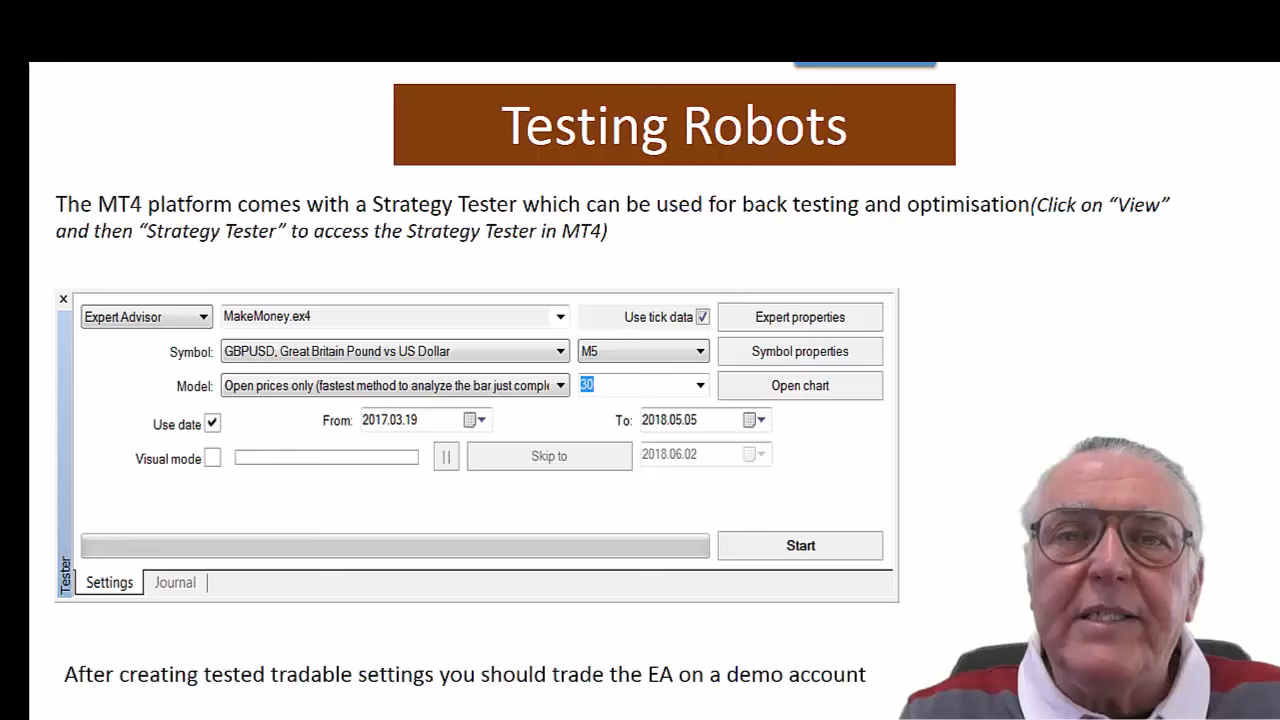 Testing Robots
The MT4 platform comes with a Strategy Tester which can be used for back testing and optimisation(Click on “View”
and then “Strategy Tester” to access the Strategy Tester in MT4)
x
Expert Advisor MakeMoney.ex4 Use tick data Expert properties
Symbol: GBPUSD, Great Britain Pound vs US Dollar M5 Symbol properties
Model: Open prices only (fastest method to analyze the bar just comple 30 Open chart
Use date From: 2017.03.19 To: 2018.05.05
Visual mode Skip to 2018.06.02
Start
Tester
Settings Journal
After creating tested tradable settings you should trade the EA on a demo account